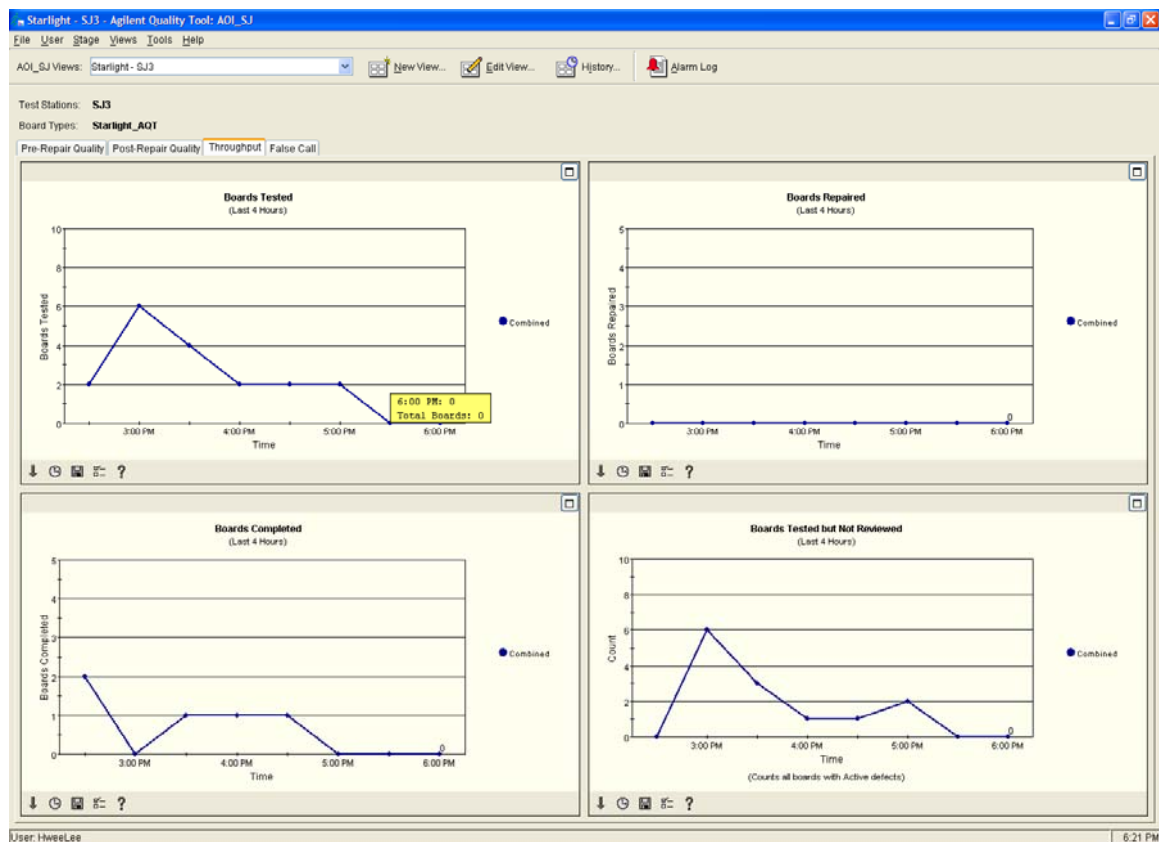 Starlight - SJ3 - Agilent Quality Tool: AOI_SJ
File User Stage Views Tools Help
AOI_SJ Views: Starlight - SJ3 New View... Edit View... History... Alarm Log
Test Stations: SJ3
Board Types: Starlight_AQT
Pre-Repair Quality Post-Repair Quality Throughput False Call
Boards Tested
(Last 4 Hours)
10
8
6
4
2
0
Boards Tested
Combined
6:00 PM: 0
Total Boards: 0
3:00 PM 4:00 PM 5:00 PM 6:00 PM
Time
?
Boards Repaired
(Last 4 Hours)
5
4
3
2
1
0
Boards Repaired
Combined
0
3:00 PM 4:00 PM 5:00 PM 6:00 PM
Time
?
Boards Completed
(Last 4 Hours)
5
4
3
2
1
0
Boards Completed
Combined
0
3:00 PM 4:00 PM 5:00 PM 6:00 PM
Time
?
Boards Tested but Not Reviewed
(Last 4 Hours)
10
8
6
4
2
0
Count
Combined
0
3:00 PM 4:00 PM 5:00 PM 6:00 PM
Time
(Counts all boards with Active defects)
?
User: HweeLee 6:21 PM